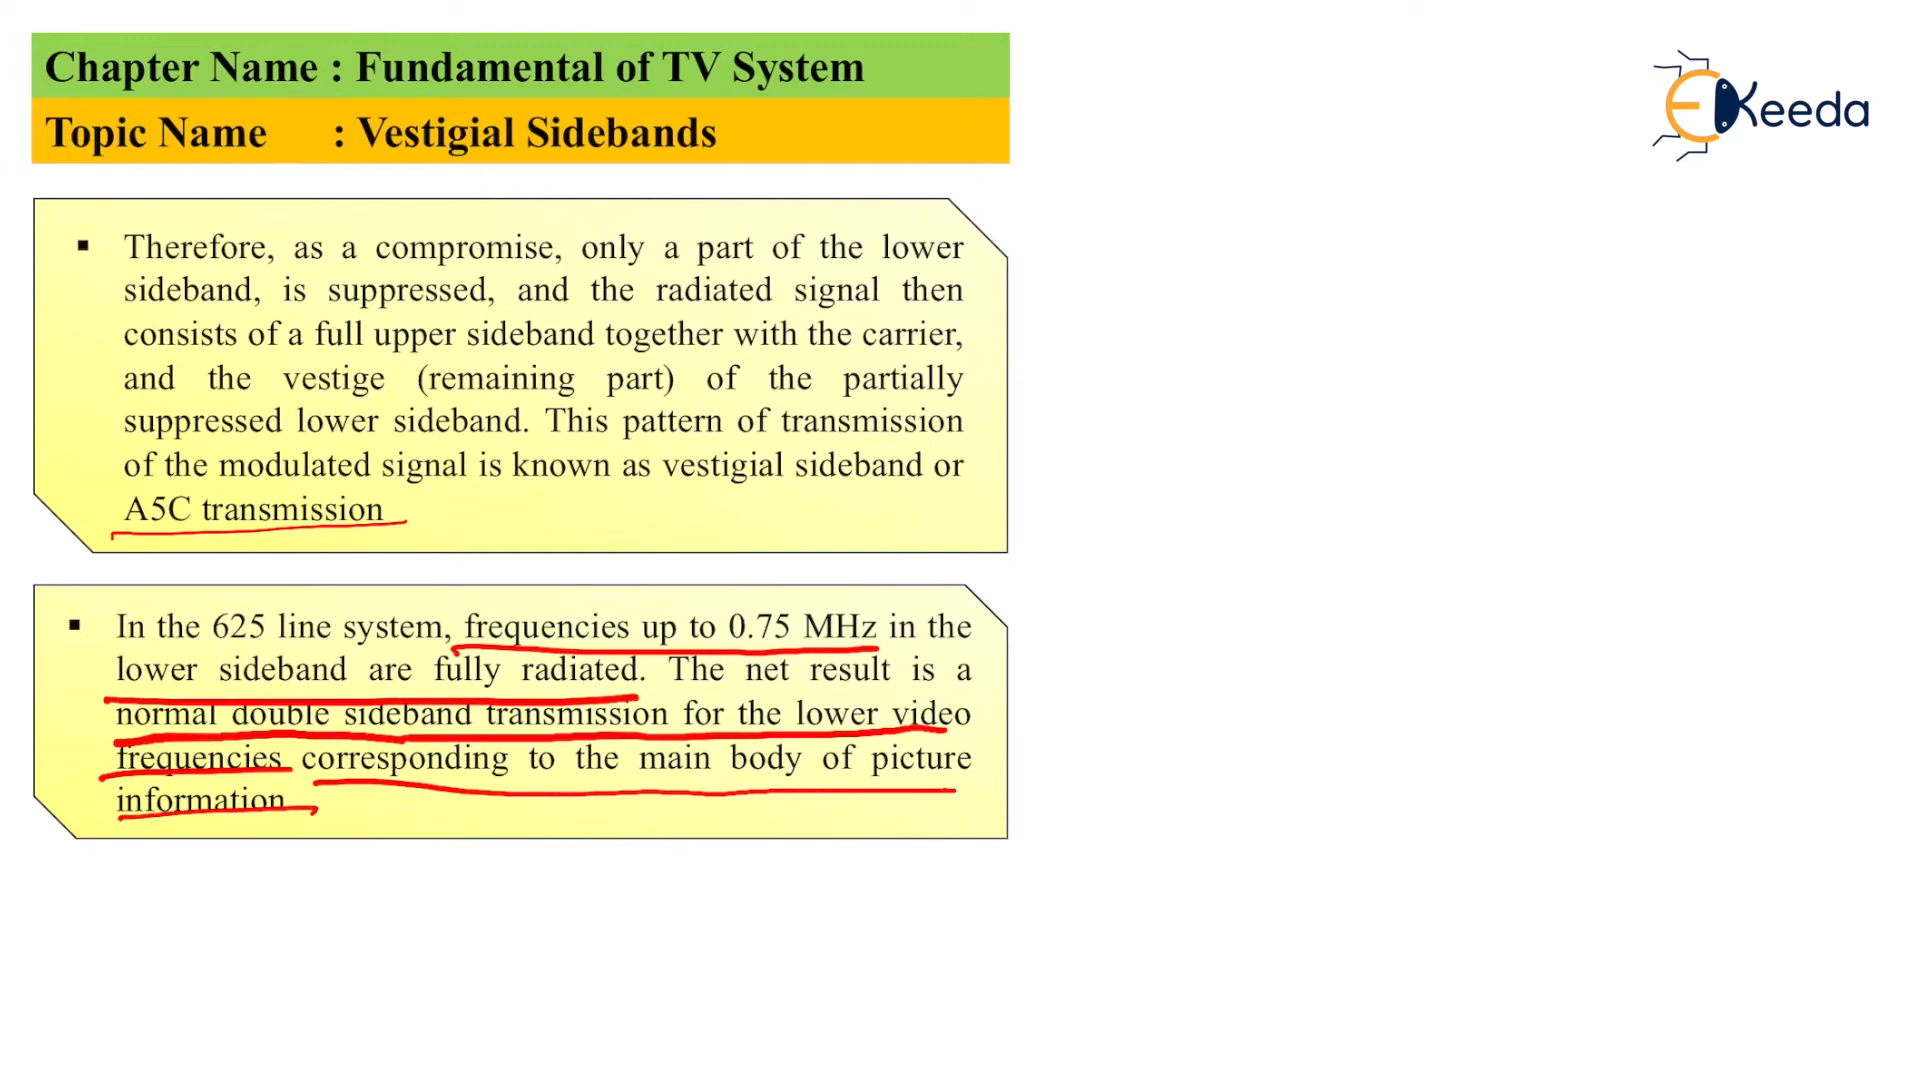 Chapter Name : Fundamental of TV System
Topic Name : Vestigial Sidebands
EKeeda
▪ Therefore, as a compromise, only a part of the lower
sideband, is suppressed, and the radiated signal then
consists of a full upper sideband together with the carrier,
and the vestige (remaining part) of the partially
suppressed lower sideband. This pattern of transmission
of the modulated signal is known as vestigial sideband or
A5C transmission
▪ In the 625 line system, frequencies up to 0.75 MHz in the
lower sideband are fully radiated. The net result is a
normal double sideband transmission for the lower video
frequencies corresponding to the main body of picture
information